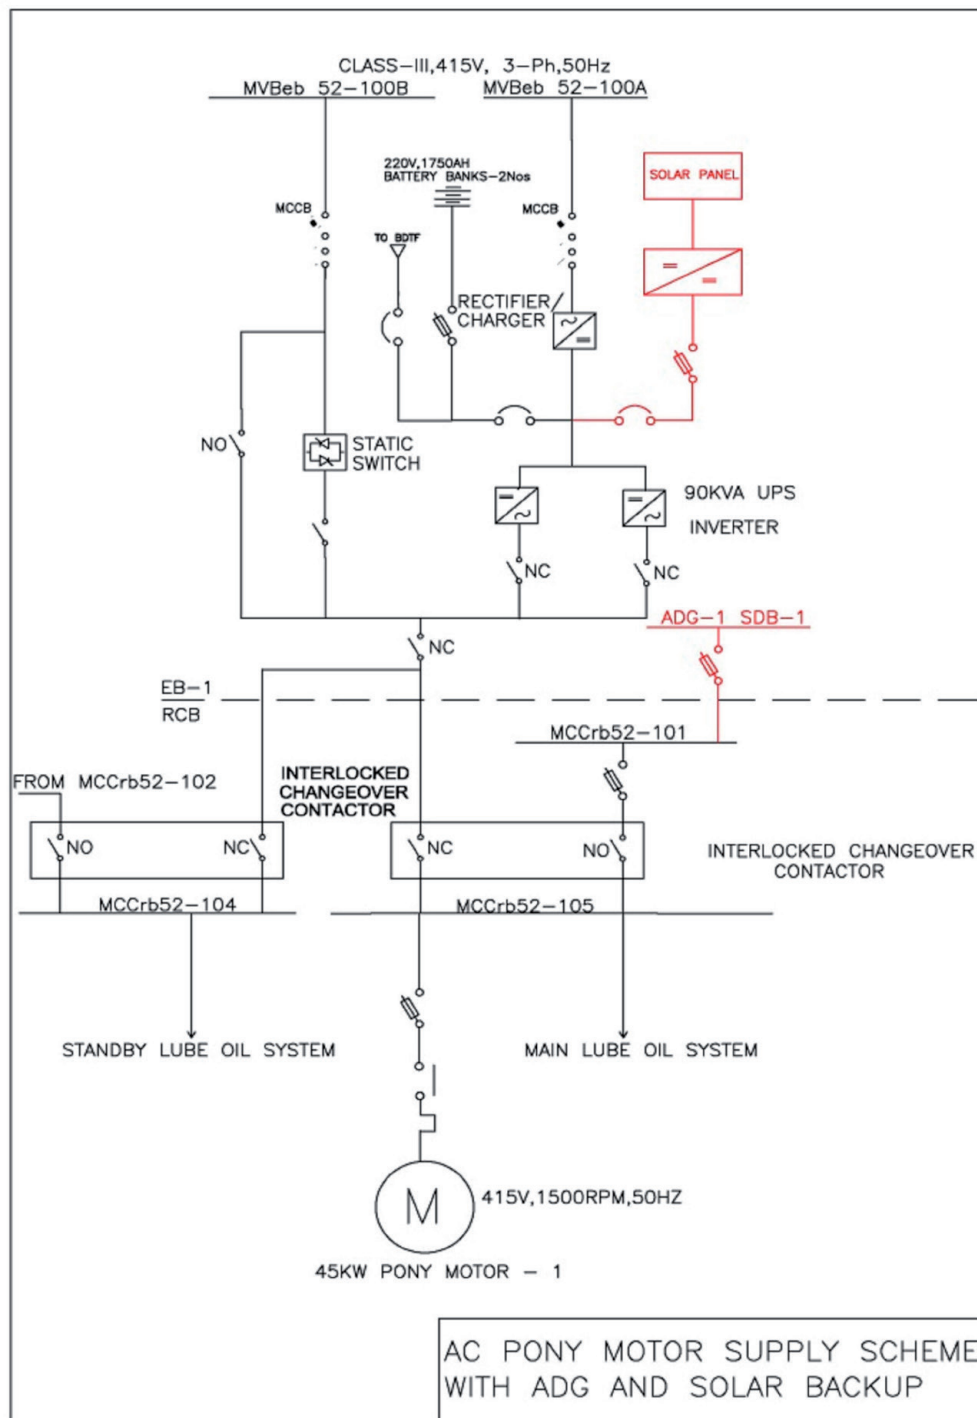 CLASS-III,415V, 3-Ph,50Hz
MVBeb 52-100B
MVBeb 52-100A
220V,1750AH
BATTERY BANKS-2Nos
SOLAR PANEL
MCCB
MCCB
TO BDTF
RECTIFIER/
CHARGER
NO
STATIC
SWITCH
90KVA UPS
INVERTER
NC
NC
ADG-1 SDB-1
NC
EB-1
RCB
MCCrb52-101
FROM MCCrb52-102
INTERLOCKED
CHANGEOVER
CONTACTOR
NO
NC
NC
NO
INTERLOCKED CHANGEOVER
CONTACTOR
MCCrb52-104
MCCrb52-105
STANDBY LUBE OIL SYSTEM
MAIN LUBE OIL SYSTEM
M
415V,1500RPM,50HZ
45KW PONY MOTOR - 1
AC PONY MOTOR SUPPLY SCHEME
WITH ADG AND SOLAR BACKUP